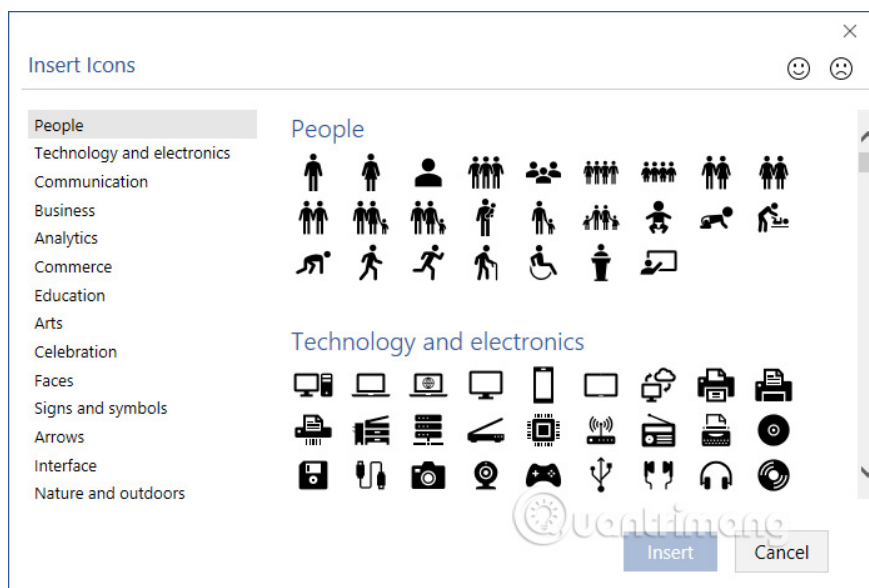 Insert Icons
People
Technology and electronics
Communication
Business
Analytics
Commerce
Education
Arts
Celebration
Faces
Signs and symbols
Arrows
Interface
Nature and outdoors
People
Technology and electronics
Quantrimang
Insert
Cancel